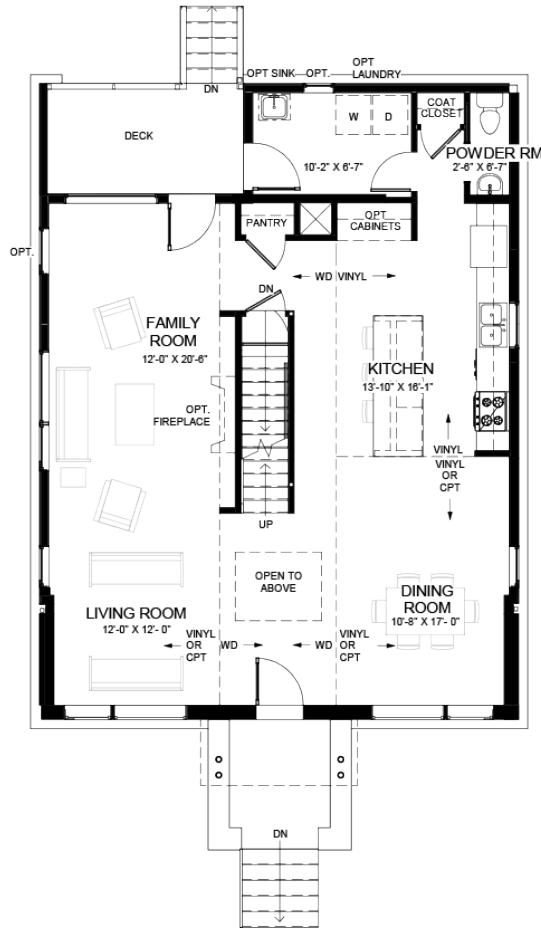 DN
OPT SINK
OPT.
OPT
LAUNDRY
DECK
W
D
COAT
CLOSET
POWDER RM
2'-6" X 6'-7"
10'-2" X 6'-7"
PANTRY
OPT
CABINETS
OPT.
WD
VINYL
DN
FAMILY
ROOM
12'-0" X 20'-6"
KITCHEN
13'-10" X 16'-1"
OPT.
FIREPLACE
VINYL
VINYL
OR
CPT
UP
OPEN TO
ABOVE
DINING
ROOM
10'-8" X 17'- 0"
LIVING ROOM
12'-0" X 12'- 0"
VINYL
OR
CPT
WD
WD
VINYL
OR
CPT
DN